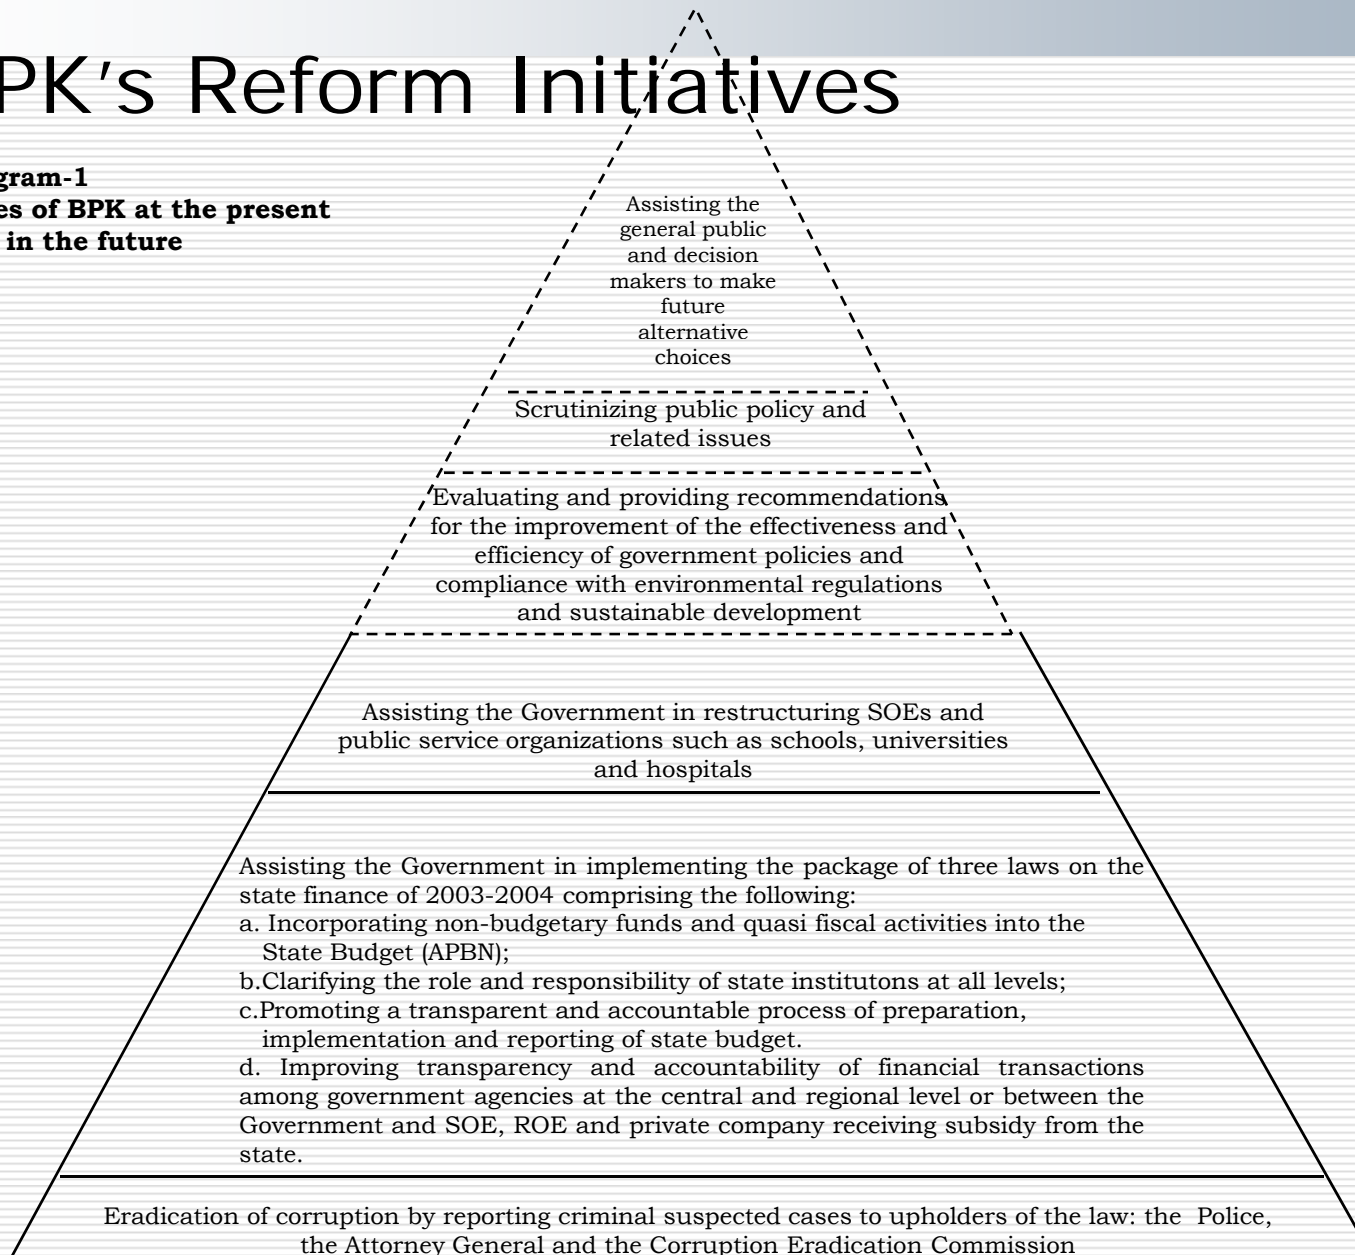 PK's Reform Initiatives
gram-1
es of BPK at the present
in the future
Assisting the
general public
and decision
makers to make
future
alternative
choices
Scrutinizing public policy and
related issues
Evaluating and providing recommendations
for the improvement of the effectiveness and
efficiency of government policies and
compliance with environmental regulations
and sustainable development
Assisting the Government in restructuring SOEs and
public service organizations such as schools, universities
and hospitals
Assisting the Government in implementing the package of three laws on the
state finance of 2003-2004 comprising the following:
a. Incorporating non-budgetary funds and quasi fiscal activities into the
State Budget (APBN);
b.Clarifying the role and responsibility of state institutons at all levels;
c.Promoting a transparent and accountable process of preparation,
implementation and reporting of state budget.
d. Improving transparency and accountability of financial transactions
among government agencies at the central and regional level or between the
Government and SOE, ROE and private company receiving subsidy from the
state.
Eradication of corruption by reporting criminal suspected cases to upholders of the law: the Police,
the Attorney General and the Corruption Eradication Commission